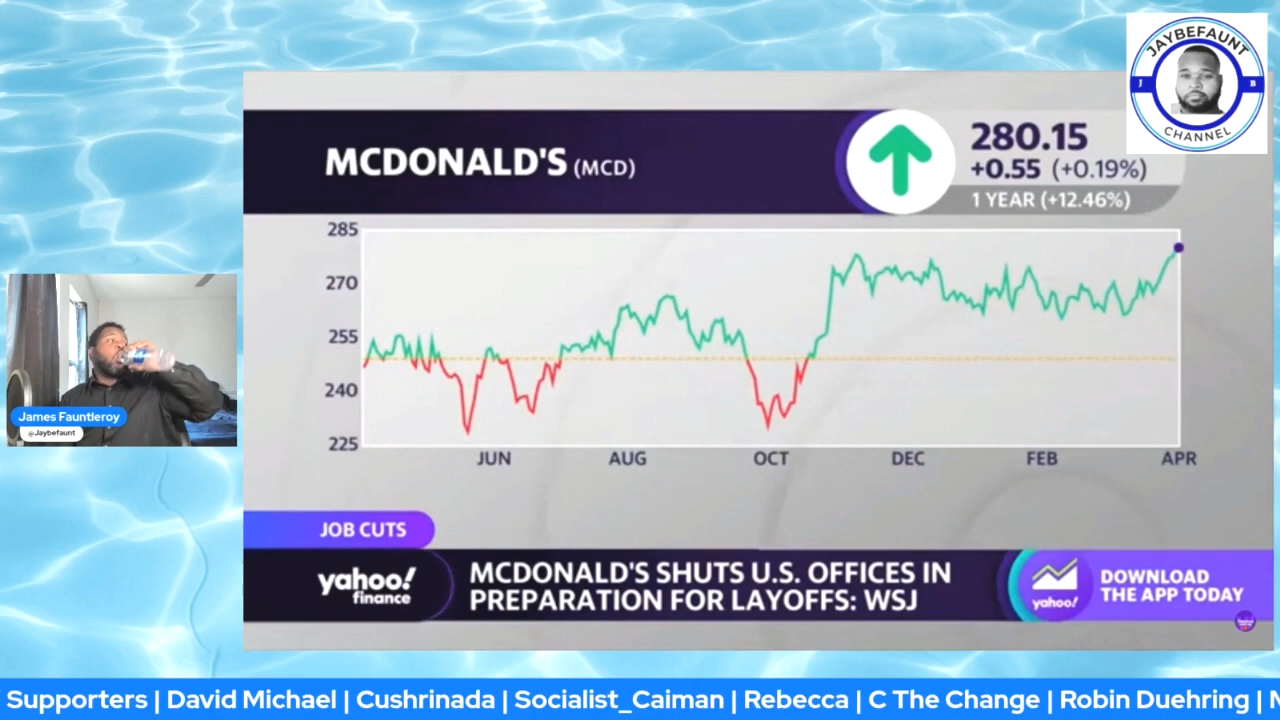 JAYBEFAUNT
J B
CHANNEL
MCDONALD'S (MCD)
280.15
+0.55 (+0.19%)
1 YEAR (+12.46%)
285
270
255
240
225
JUN AUG OCT DEC FEB APR
James Fauntleroy
@Jaybefaunt
JOB CUTS
yahoo!
finance
MCDONALD'S SHUTS U.S. OFFICES IN
PREPARATION FOR LAYOFFS: WSJ
yahoo!
DOWNLOAD
THE APP TODAY
Supporters | David Michael | Cushrinada | Socialist_Caiman | Rebecca | C The Change | Robin Duehring |